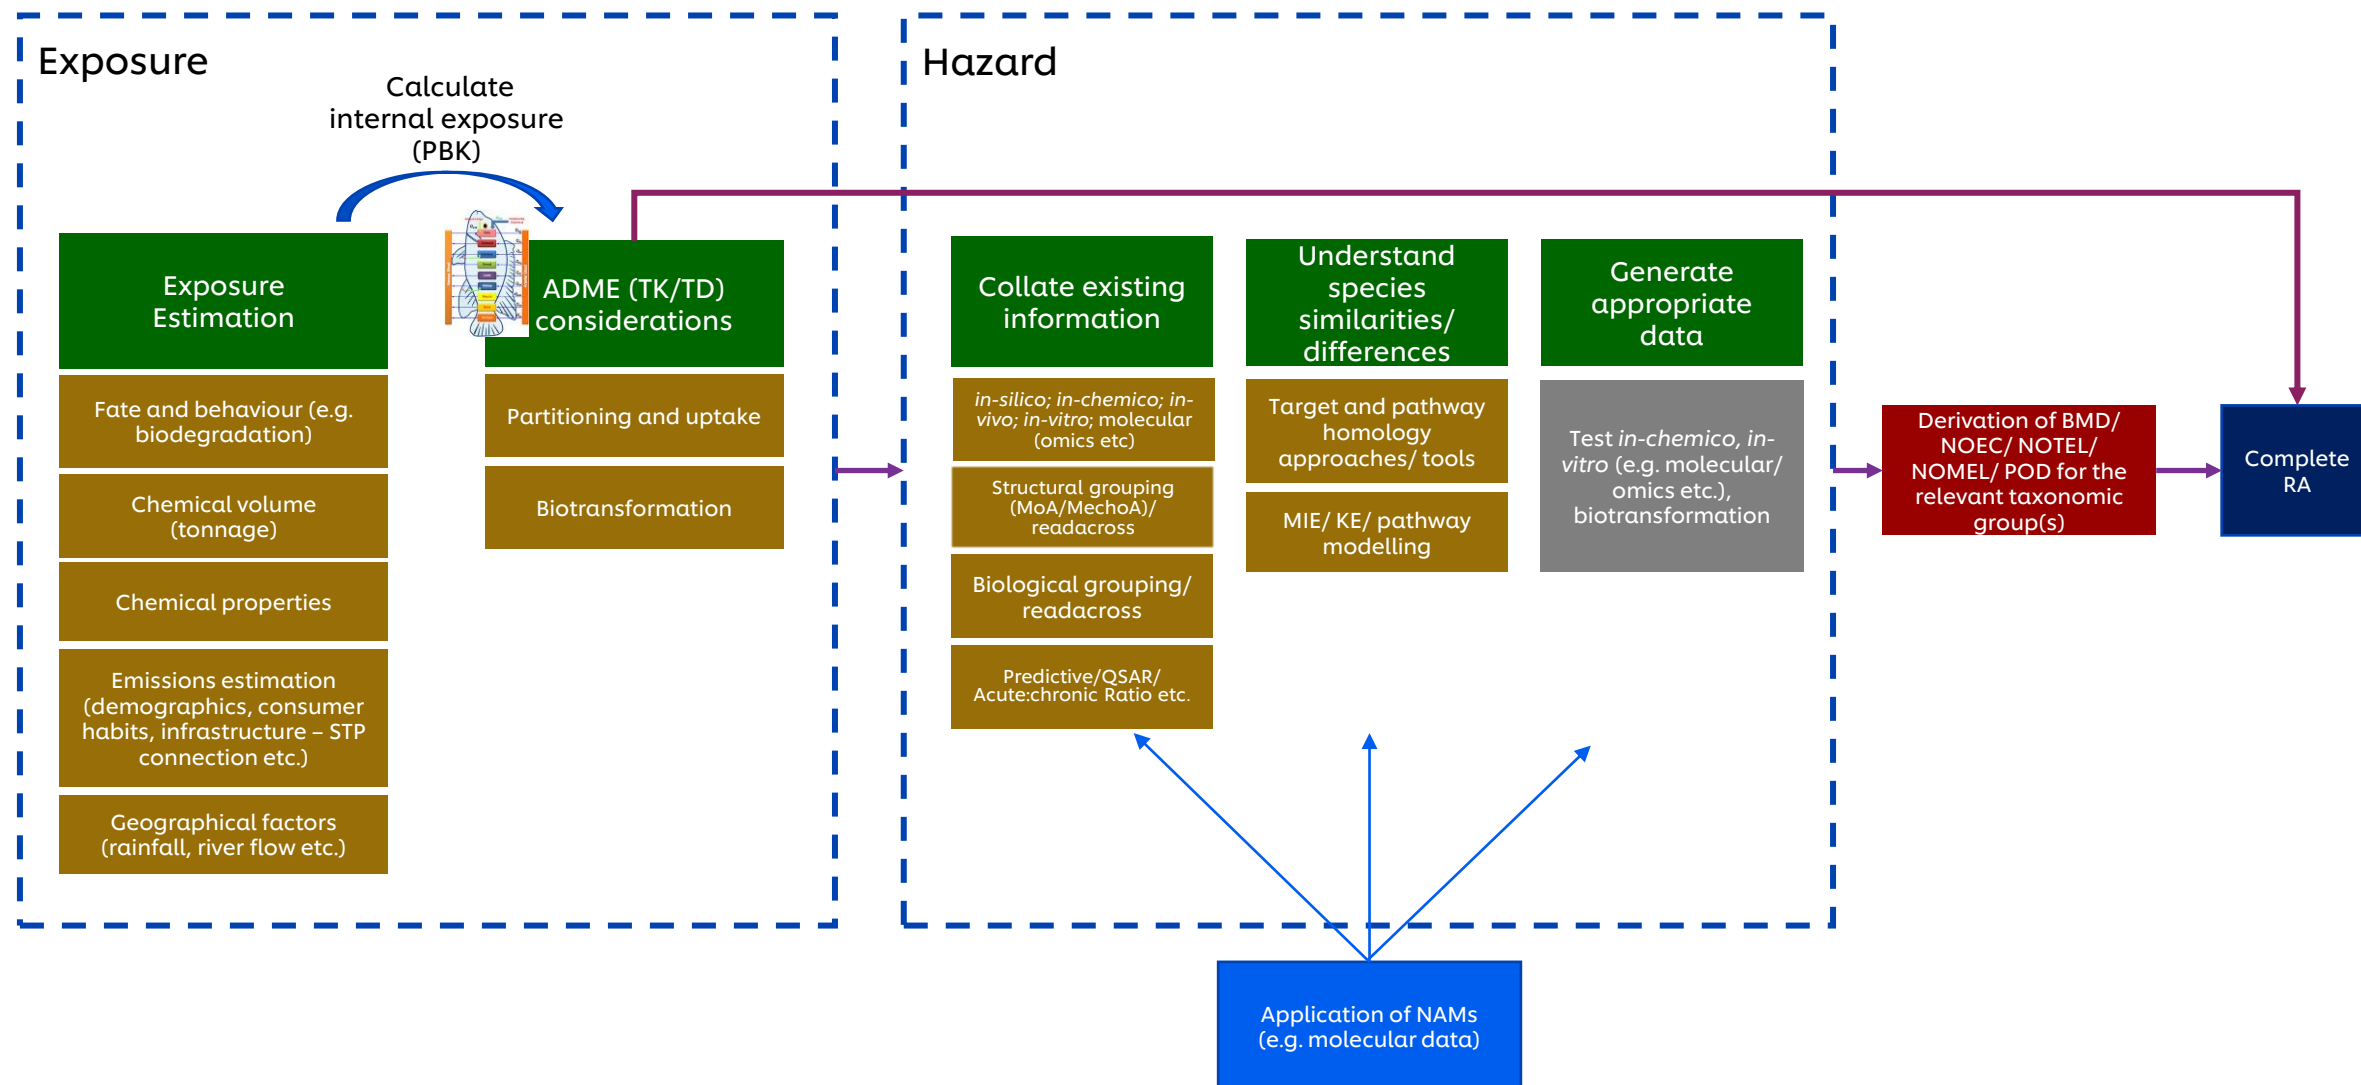 Exposure
Calculate
internal exposure
(PBK)
Exposure
Estimation
Fate and behaviour (e.g.
biodegradation)
Chemical volume
(tonnage)
Chemical properties
Emissions estimation
(demographics, consumer
habits, infrastructure – STP
connection etc.)
Geographical factors
(rainfall, river flow etc.)
ADME (TK/TD)
considerations
Partitioning and uptake
Biotransformation
Hazard
Collate existing
information
in-silico; in-chemico; in-
vivo; in-vitro; molecular
(omics etc)
Structural grouping
(MoA/MechoA)/
readacross
Biological grouping/
readacross
Predictive/QSAR/
Acute:chronic Ratio etc.
Understand
species
similarities/
differences
Target and pathway
homology
approaches/ tools
MIE/ KE/ pathway
modelling
Generate
appropriate
data
Test in-chemico, in-
vitro (e.g. molecular/
omics etc.),
biotransformation
Derivation of BMD/
NOEC/ NOTEL/
NOMEL/ POD for the
relevant taxonomic
group(s)
Complete
RA
Application of NAMs
(e.g. molecular data)